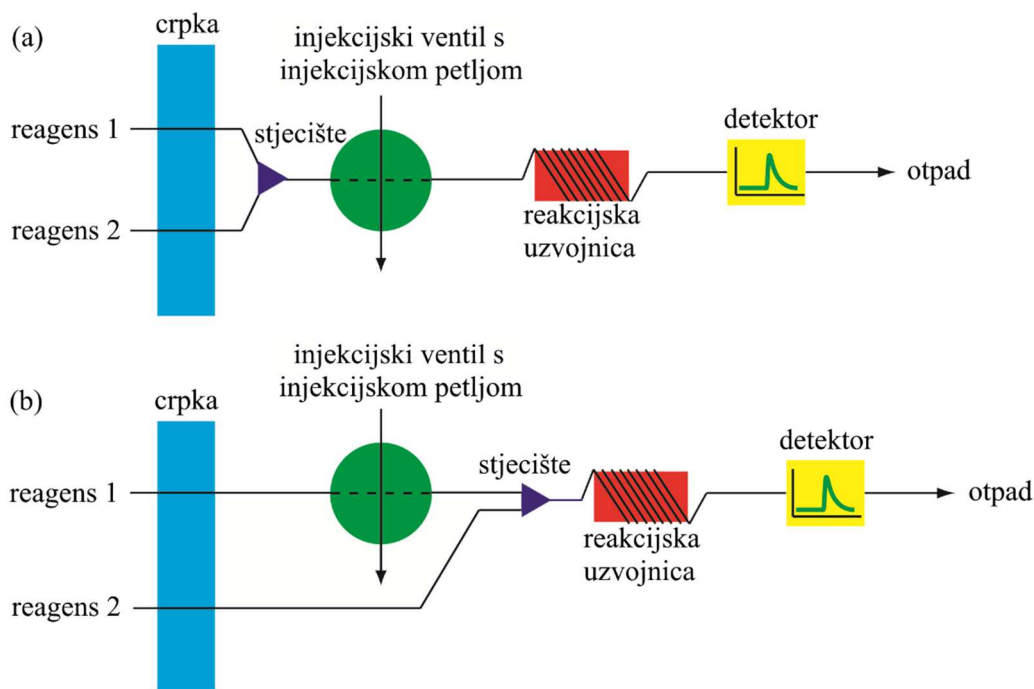 (a)
crpka
injekcijski ventil s
injekcijskom petljom
reagens 1
stjecište
detektor
otpad
reagens 2
reakcijska
uzvojnica
(b)
crpka
injekcijski ventil s
injekcijskom petljom
reagens 1
stjecište
detektor
otpad
reakcijska
uzvojnica
reagens 2